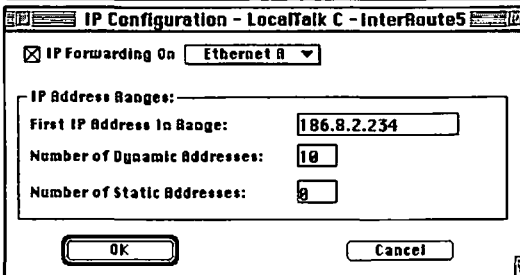 IP Configuration - LocalTalk C - InterRoute5
IP Forwarding On Ethernet A
IP Address Ranges:
First IP Address In Range: 186.8.2.234
Number of Dynamic Addresses: 10
Number of Static Addresses: 0
OK Cancel